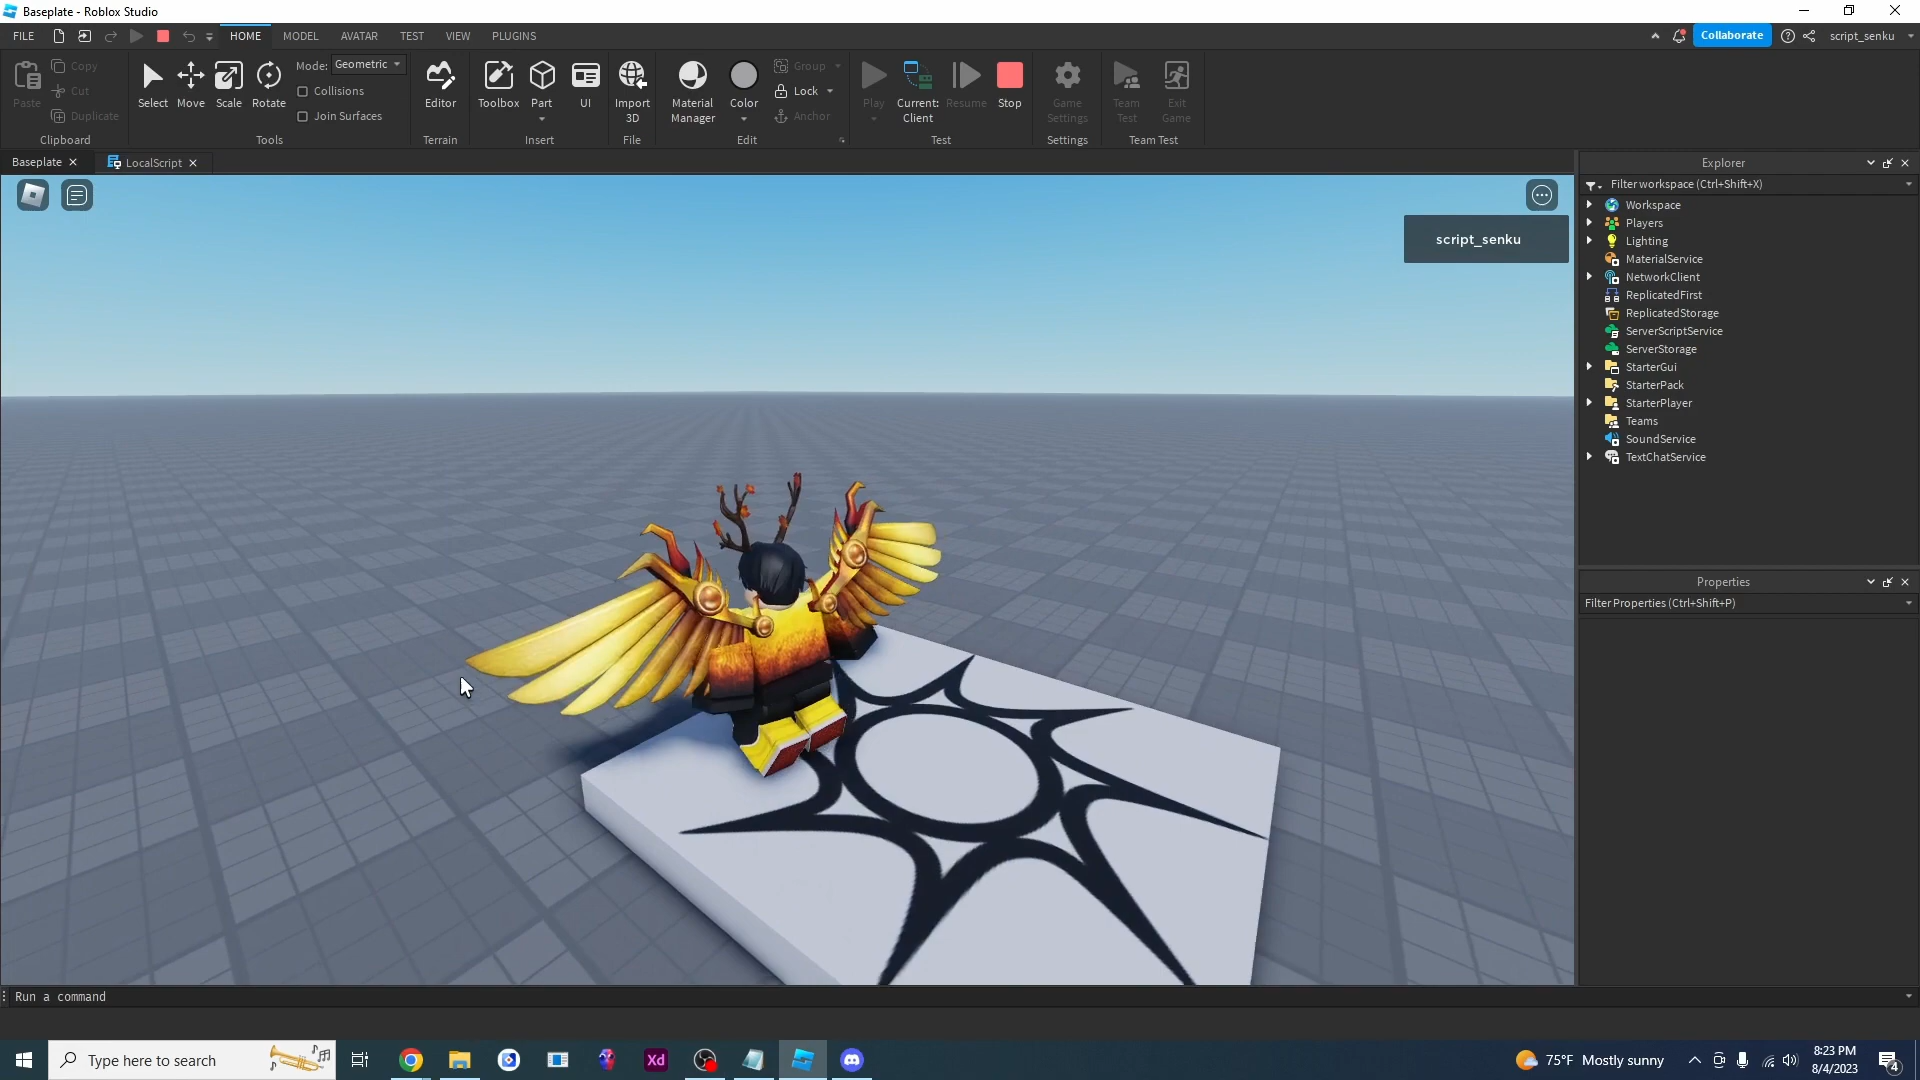 Baseplate - Roblox Studio
FILE
HOME
MODEL
AVATAR
TEST
VIEW
PLUGINS
Collaborate
script_senku
Paste
Copy
Cut
Duplicate
Clipboard
Select
Move
Scale
Rotate
Mode: Geometric
Collisions
Join Surfaces
Tools
Editor
Terrain
Toolbox
Part
UI
Insert
Import
3D
File
Material
Manager
Color
Group
Lock
Anchor
Edit
Play
Current:
Client
Resume
Stop
Test
Game
Settings
Settings
Team
Test
Exit
Game
Team Test
Baseplate
LocalScript
script_senku
Explorer
Filter workspace (Ctrl+Shift+X)
Workspace
Players
Lighting
MaterialService
NetworkClient
ReplicatedFirst
ReplicatedStorage
ServerScriptService
ServerStorage
StarterGui
StarterPack
StarterPlayer
Teams
SoundService
TextChatService
Properties
Filter Properties (Ctrl+Shift+P)
Run a command
Type here to search
Xd
75°F Mostly sunny
8:23 PM
8/4/2023
4